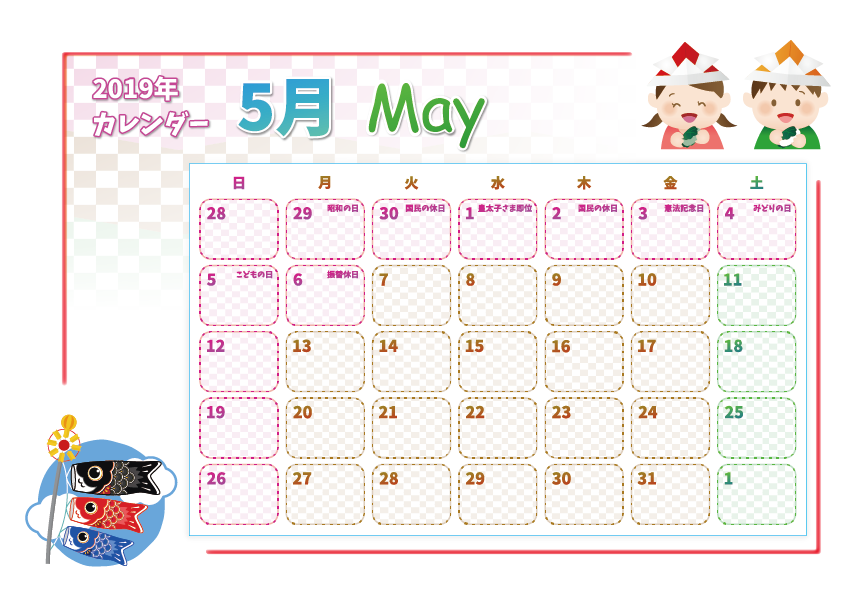 2019年
カレンダー
5月 May
日 月 火 水 木 金 土
28 29 昭和の日 30 国民の休日 1 皇太子さま即位 2 国民の休日 3 憲法記念日 4 みどりの日
5 こどもの日 6 振替休日 7 8 9 10 11
12 13 14 15 16 17 18
19 20 21 22 23 24 25
26 27 28 29 30 31 1